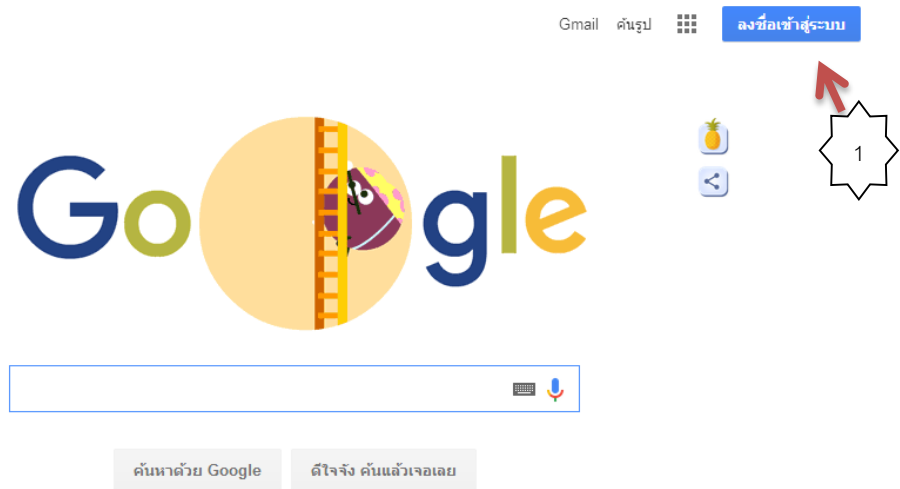 Gmail ค้นรูป ลงชื่อเข้าสู่ระบบ
1
Google
ค้นหาด้วย Google ดีใจจัง ค้นแล้วเจอเลย